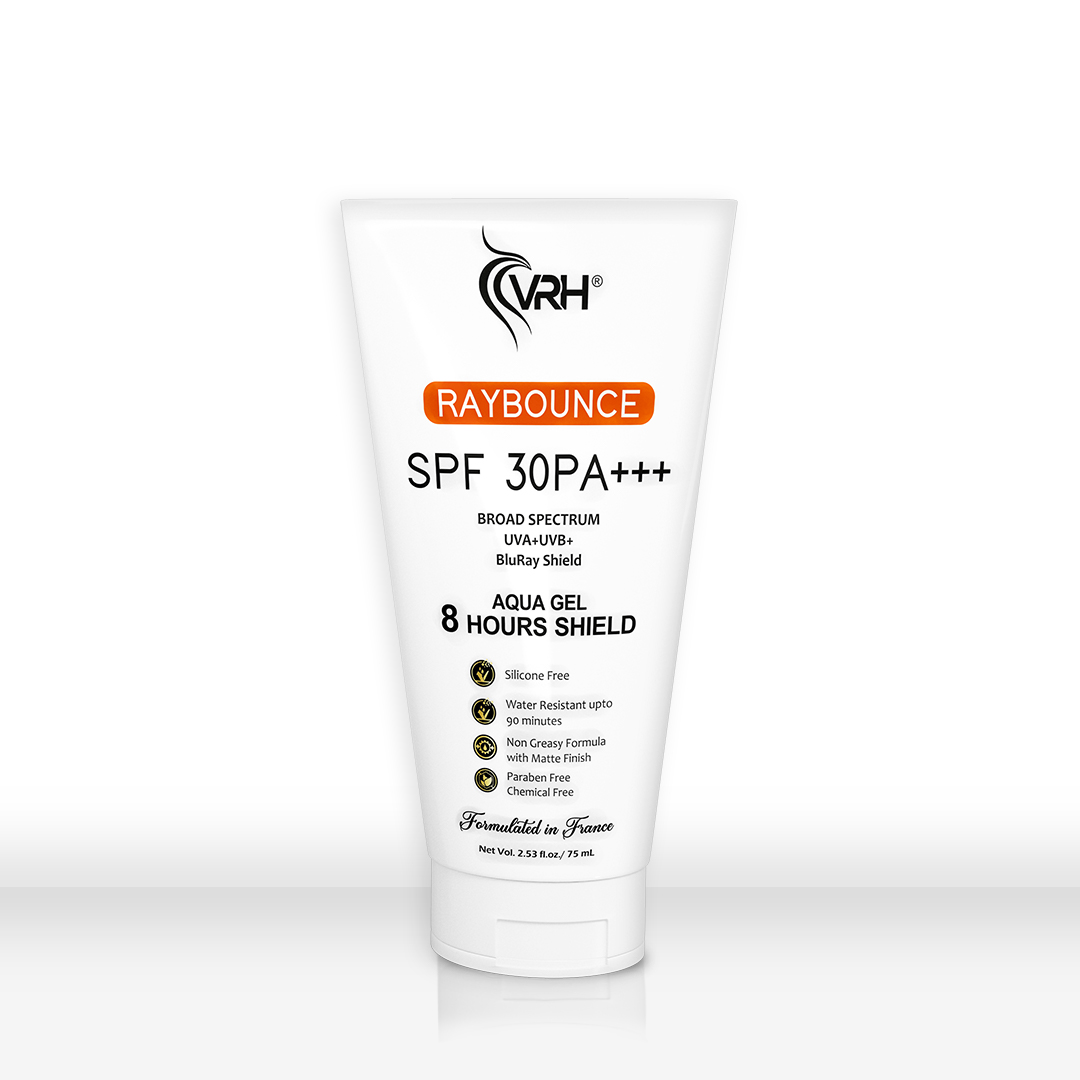 VRH®
RAYBOUNCE
SPF 30PA+++
BROAD SPECTRUM
UVA+UVB+
BluRay Shield
AQUA GEL
8 HOURS SHIELD
Silicone Free
Water Resistant upto
90 minutes
Non Greasy Formula
with Matte Finish
Paraben Free
Chemical Free
Formulated in France
Net Vol. 2.53 fl.oz./ 75 mL